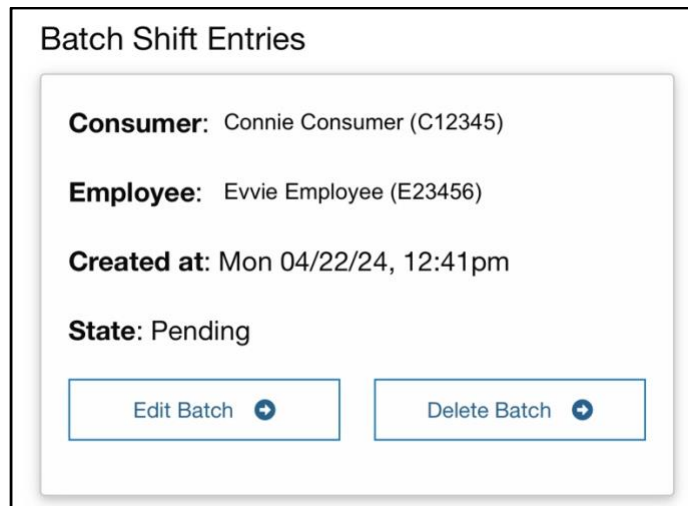 Batch Shift Entries
Consumer: Connie Consumer (C12345)
Employee: Evvie Employee (E23456)
Created at: Mon 04/22/24, 12:41pm
State: Pending
Edit Batch
Delete Batch